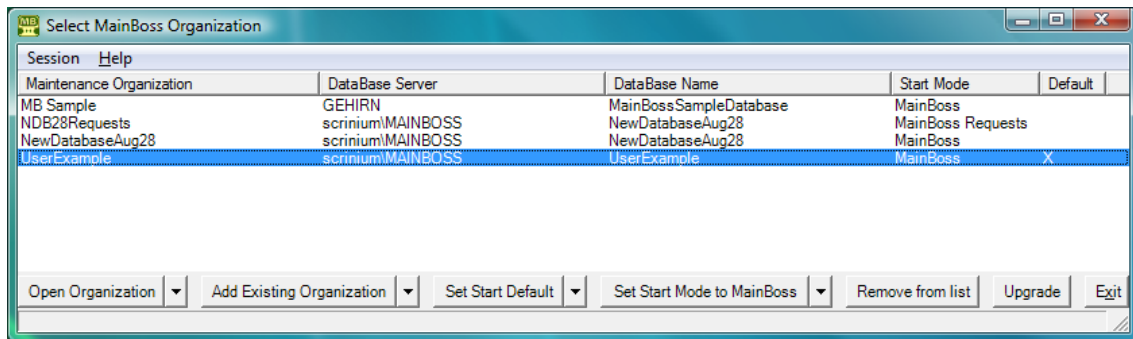 MB Select MainBoss Organization
Session Help
Maintenance Organization DataBase Server DataBase Name Start Mode Default
MB Sample GEHIRN MainBossSampleDatabase MainBoss
NDB28Requests scrinium\MAINBOSS NewDatabaseAug28 MainBoss Requests
NewDatabaseAug28 scrinium\MAINBOSS NewDatabaseAug28 MainBoss
UserExample scrinium\MAINBOSS UserExample MainBoss X
Open Organization Add Existing Organization Set Start Default Set Start Mode to MainBoss Remove from list Upgrade Exit